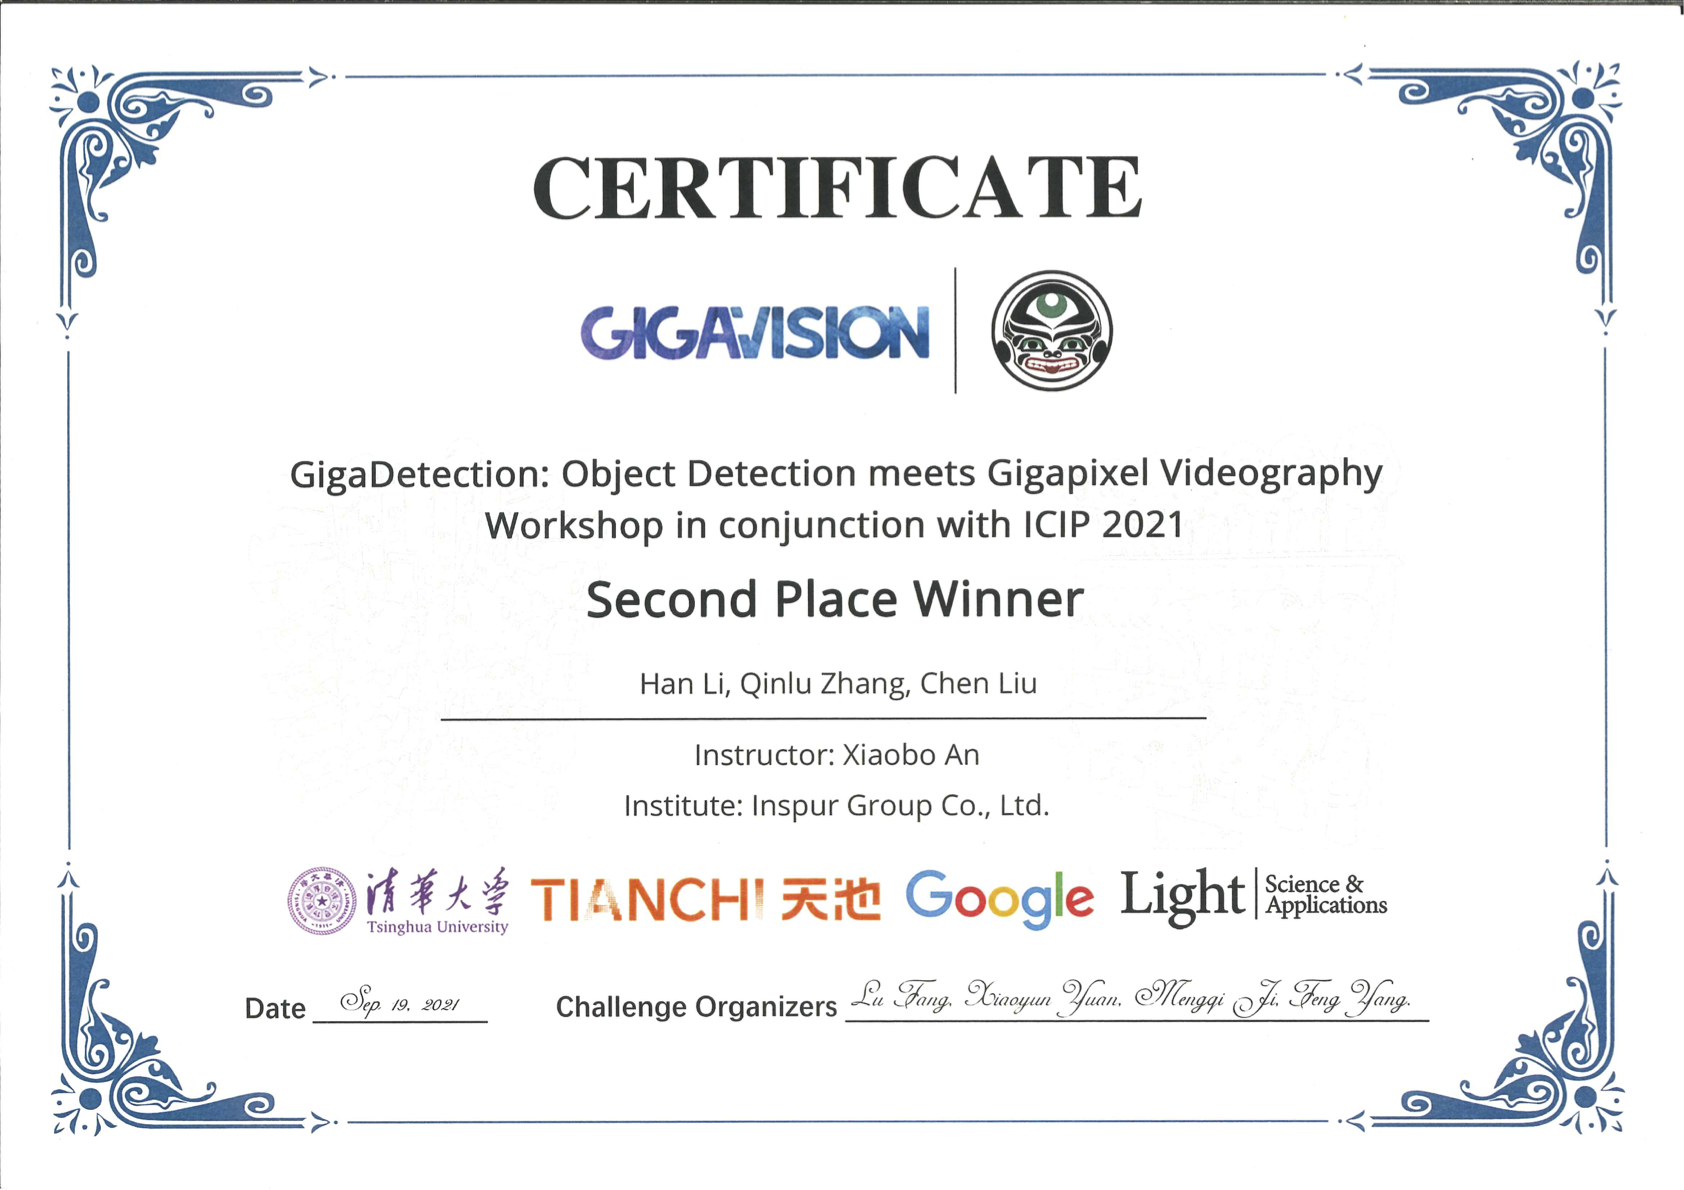 CERTIFICATE
GIGAVISION
GigaDetection: Object Detection meets Gigapixel Videography
Workshop in conjunction with ICIP 2021
Second Place Winner
Han Li, Qinlu Zhang, Chen Liu
Instructor: Xiaobo An
Institute: Inspur Group Co., Ltd.
清華大学
Tsinghua University
TIANCHI 天池
Google
Light
Science &
Applications
Date Sep. 19. 2021
Challenge Organizers Lu Fang. Xiaoyun Yuan. Mengqi Ji. Feng Yang.